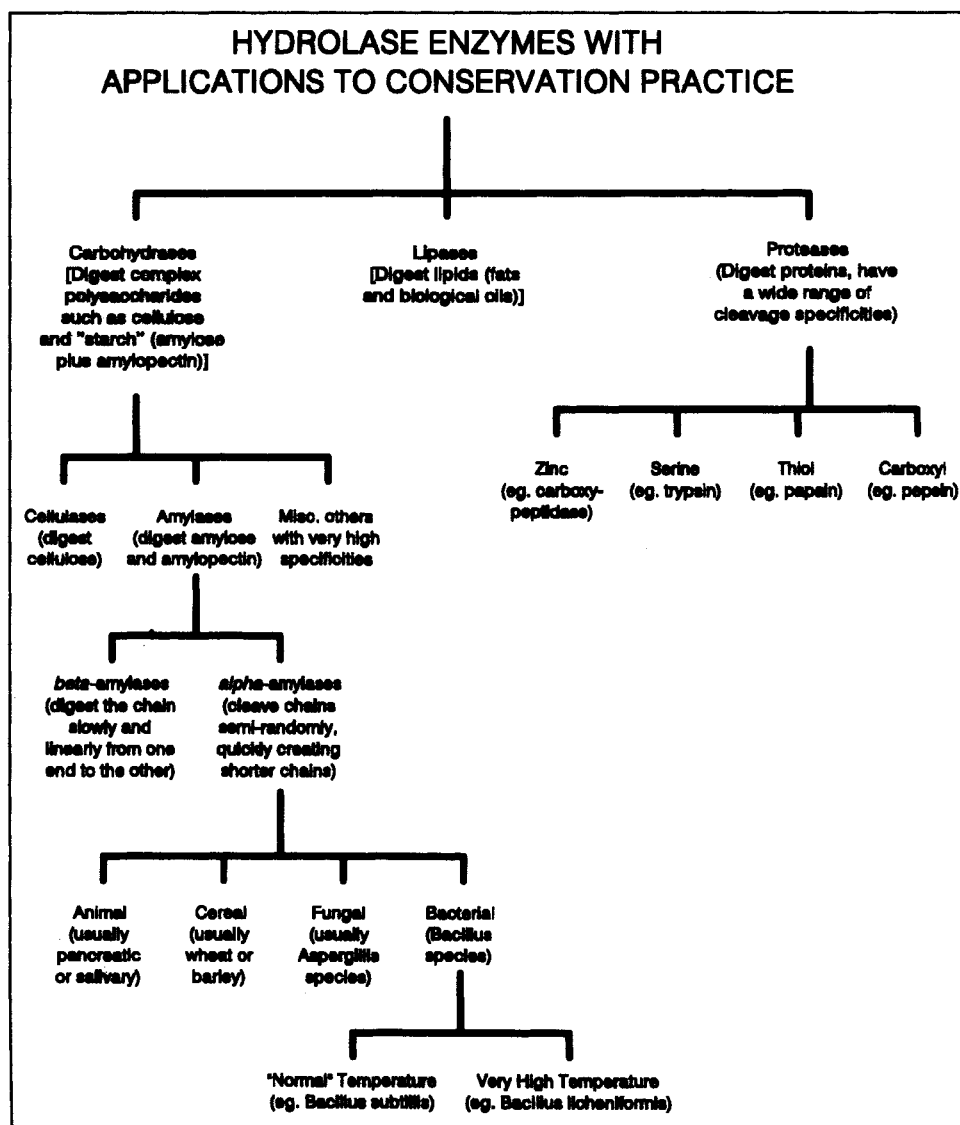 HYDROLASE ENZYMES WITH
APPLICATIONS TO CONSERVATION PRACTICE
Carbohydrases
[Digest complex
polysaccharides
such as cellulose
and "starch" (amylose
plus amylopectin)]
Lipases
[Digest lipids (fats
and biological oils)]
Proteases
(Digest proteins, have
a wide range of
cleavage specificities)
Zinc
(eg. carboxy-
peptidase)
Serine
(eg. trypsin)
Thiol
(eg. papain)
Carboxyl
(eg. pepsin)
Cellulases
(digest
cellulose)
Amylases
(digest amylose
and amylopectin)
Misc. others
with very high
specificities
beta-amylases
(digest the chain
slowly and
linearly from one
end to the other)
alpha-amylases
(cleave chains
semi-randomly,
quickly creating
shorter chains)
Animal
(usually
pancreatic
or salivary)
Cereal
(usually
wheat or
barley)
Fungal
(usually
Aspergillis
species)
Bacterial
(Bacillus
species)
"Normal" Temperature
(eg. Bacillus subtillis)
Very High Temperature
(eg. Bacillus licheniformis)